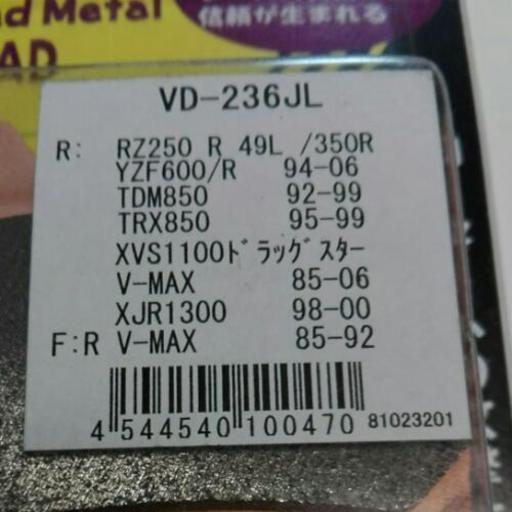 nd Metal
AD
信頼が生まれる
VD-236JL
R: RZ250 R 49L /350R
YZF600/R 94-06
TDM850 92-99
TRX850 95-99
XVS1100ﾄﾞﾗｯｸﾞｽﾀｰ
V-MAX 85-06
XJR1300 98-00
F:R V-MAX 85-92
4 544540 100470
81023201